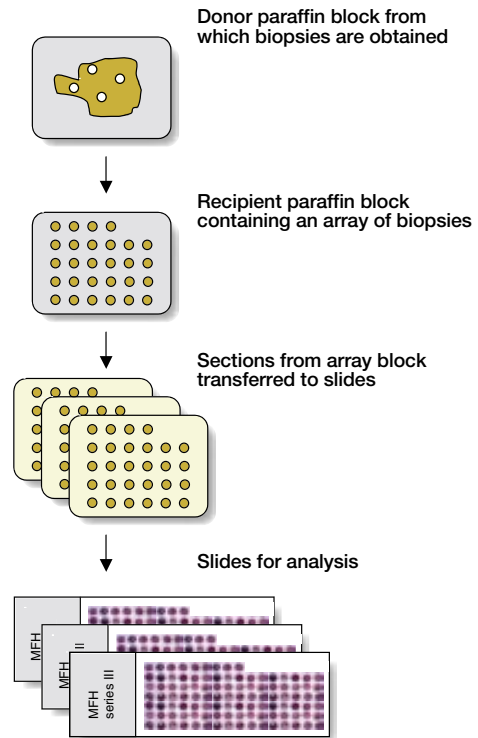 Donor paraffin block from
which biopsies are obtained
Recipient paraffin block
containing an array of biopsies
Sections from array block
transferred to slides
Slides for analysis
MFH
MFH
II
MFH
series III